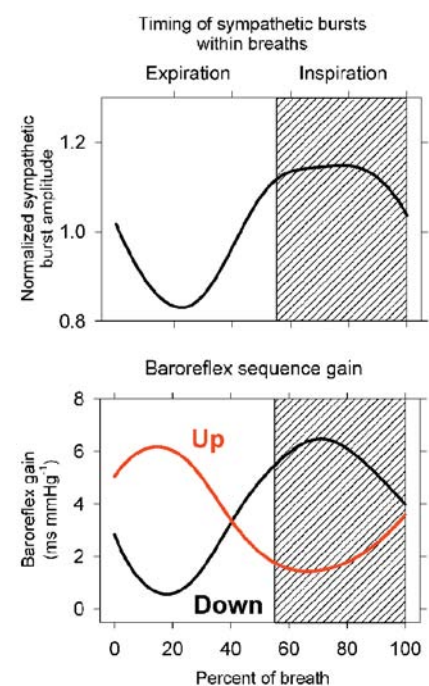 Timing of sympathetic bursts
within breaths
Expiration Inspiration
Normalized sympathetic
burst amplitude
1.2
1.0
0.8
Baroreflex sequence gain
Baroreflex gain
(ms mmHg⁻¹)
8
6
4
2
0
Up
Down
0 20 40 60 80 100
Percent of breath